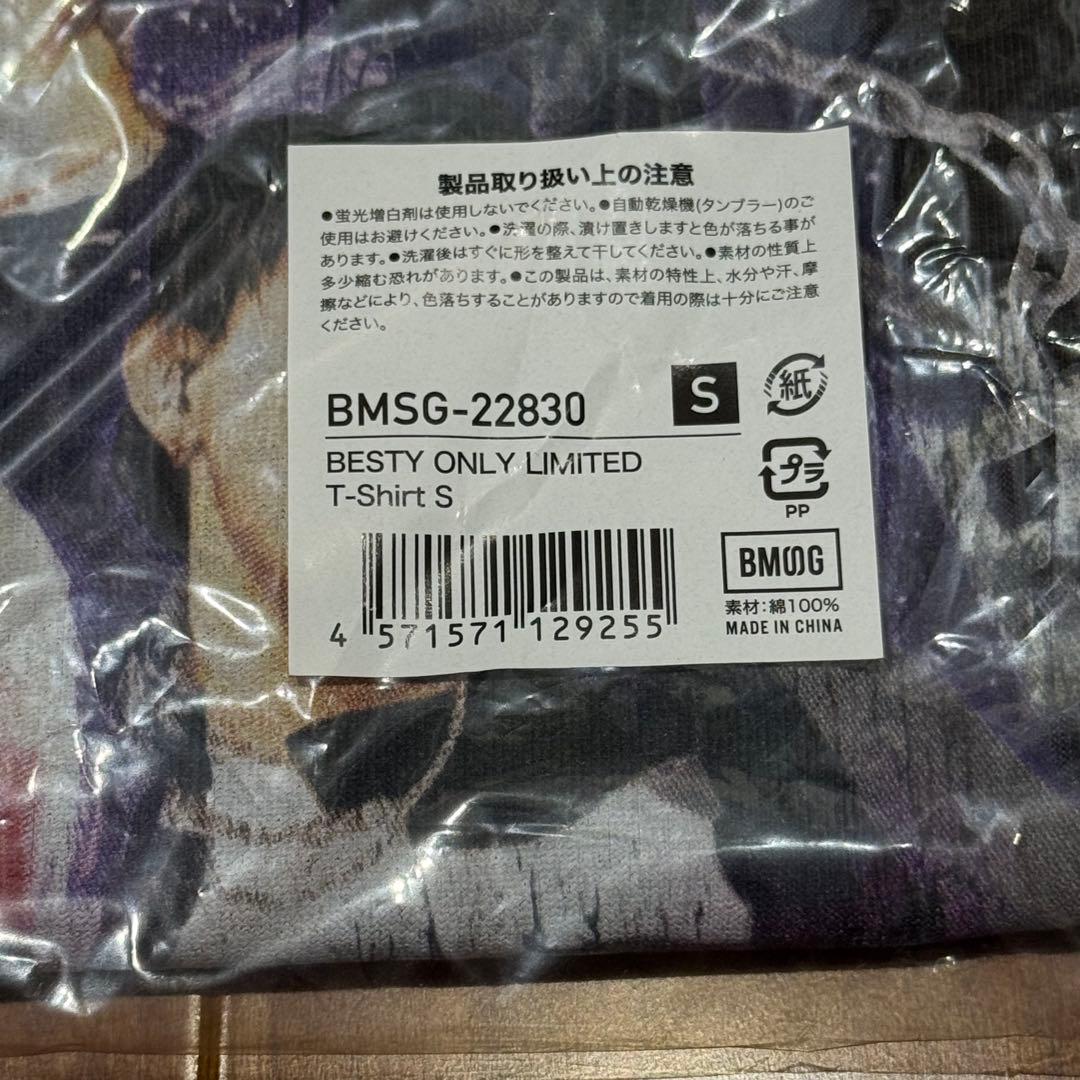 製品取り扱い上の注意
●蛍光増白剤は使用しないでください。●自動乾燥機(タンブラー)のご
使用はお避けください。●洗濯の際、漬け置きしますと色が落ちる事が
あります。●洗濯後はすぐに形を整えて干してください。●素材の性質上
多少縮む恐れがあります。●この製品は、素材の特性上、水分や汗、摩
擦などにより、色落ちすることがありますので着用の際は十分にご注意
ください。
BMSG-22830 S
紙
BESTY ONLY LIMITED
T-Shirt S
プラ
PP
BMSG
素材:綿100%
MADE IN CHINA
4 571571 129255